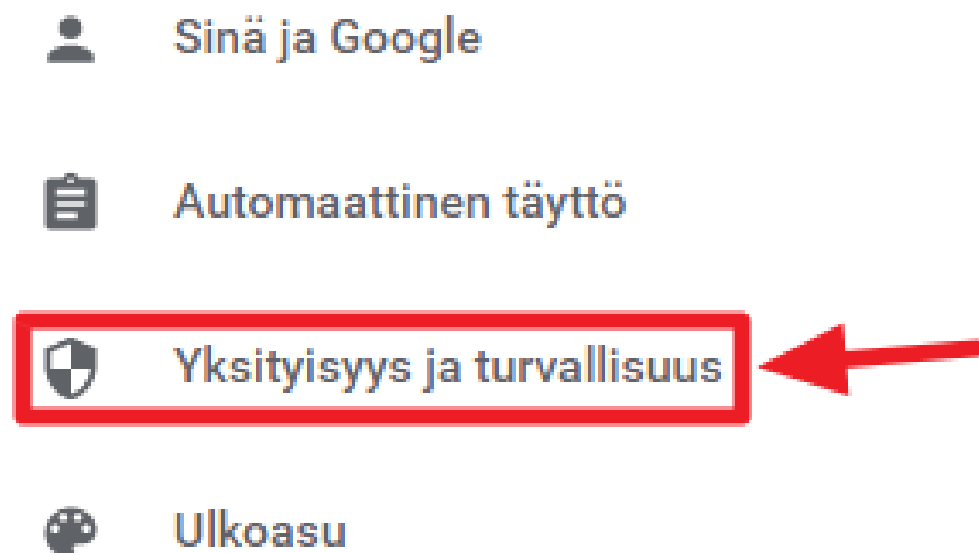 Sinä ja Google
Automaattinen täyttö
Yksityisyys ja turvallisuus
Ulkoasu